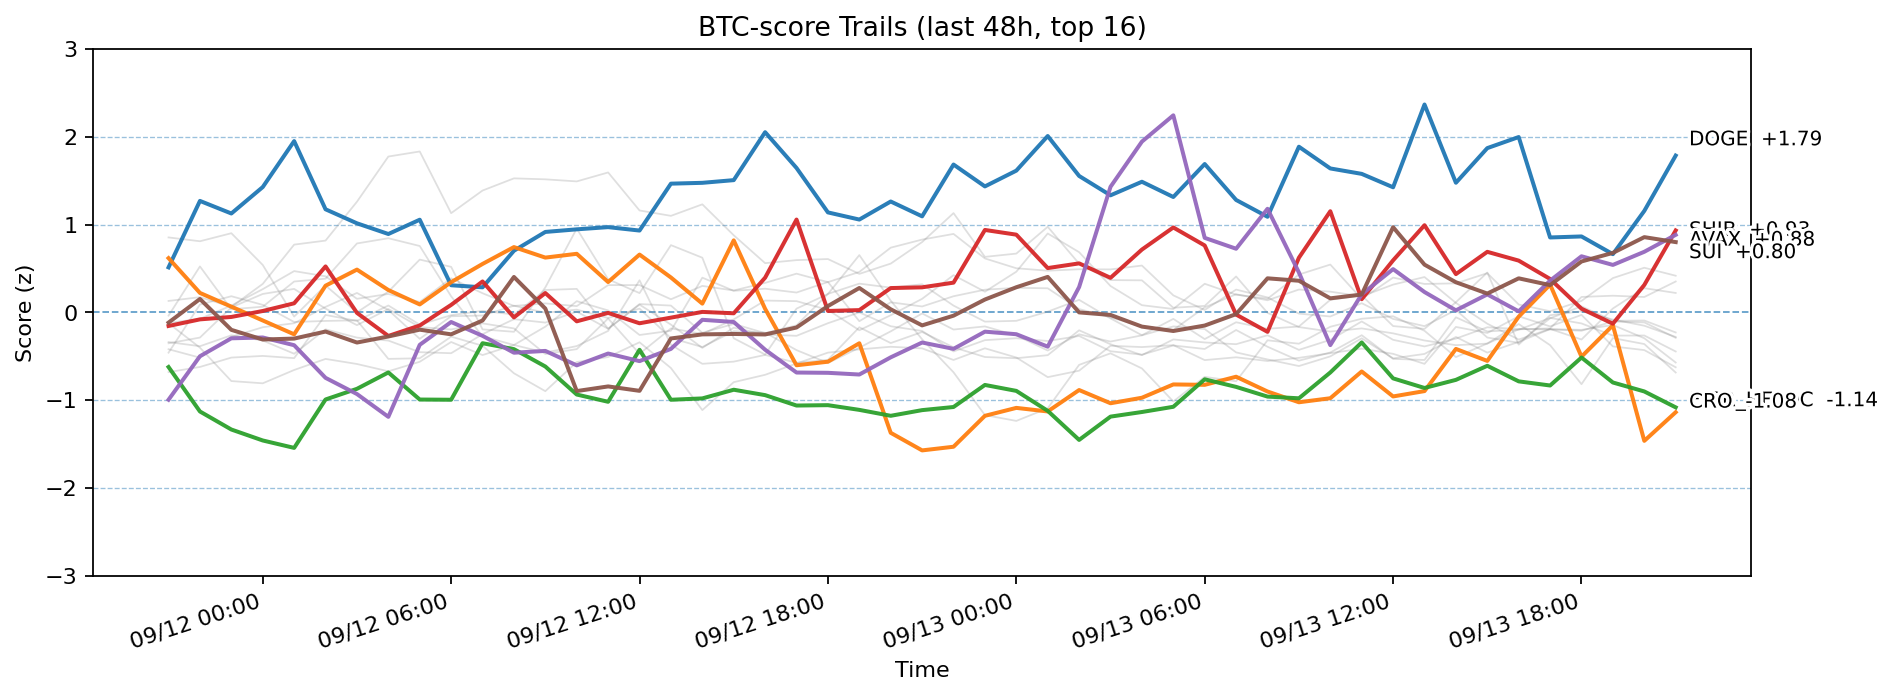 BTC-score Trails (last 48h, top 16)
3
2
1
0
−1
−2
−3
Score (z)
DOGE +1.79
SHIB +0.93
AVAX +0.88
SUI +0.80
CRO -1.08
C -1.14
09/12 00:00
09/12 06:00
09/12 12:00
09/12 18:00
09/13 00:00
09/13 06:00
09/13 12:00
09/13 18:00
Time